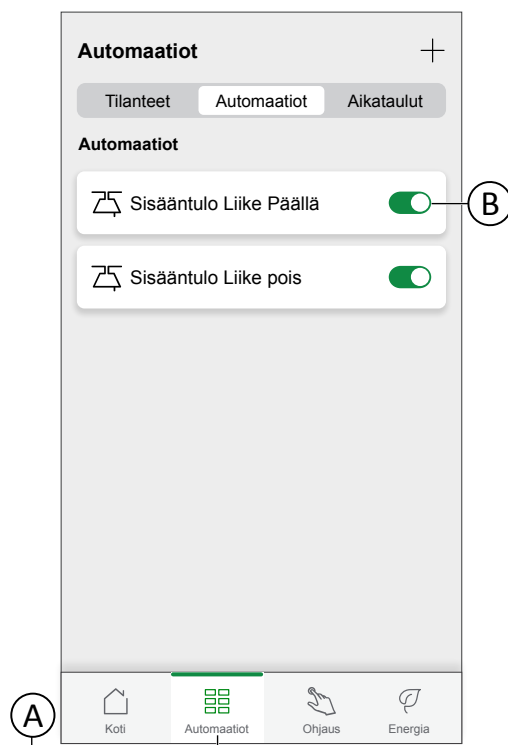 Automaatiot
Tilanteet Automaatiot Aikataulut
Automaatiot
Sisääntulo Liike Päällä
B
Sisääntulo Liike pois
A
Koti Automaatiot Ohjaus Energia